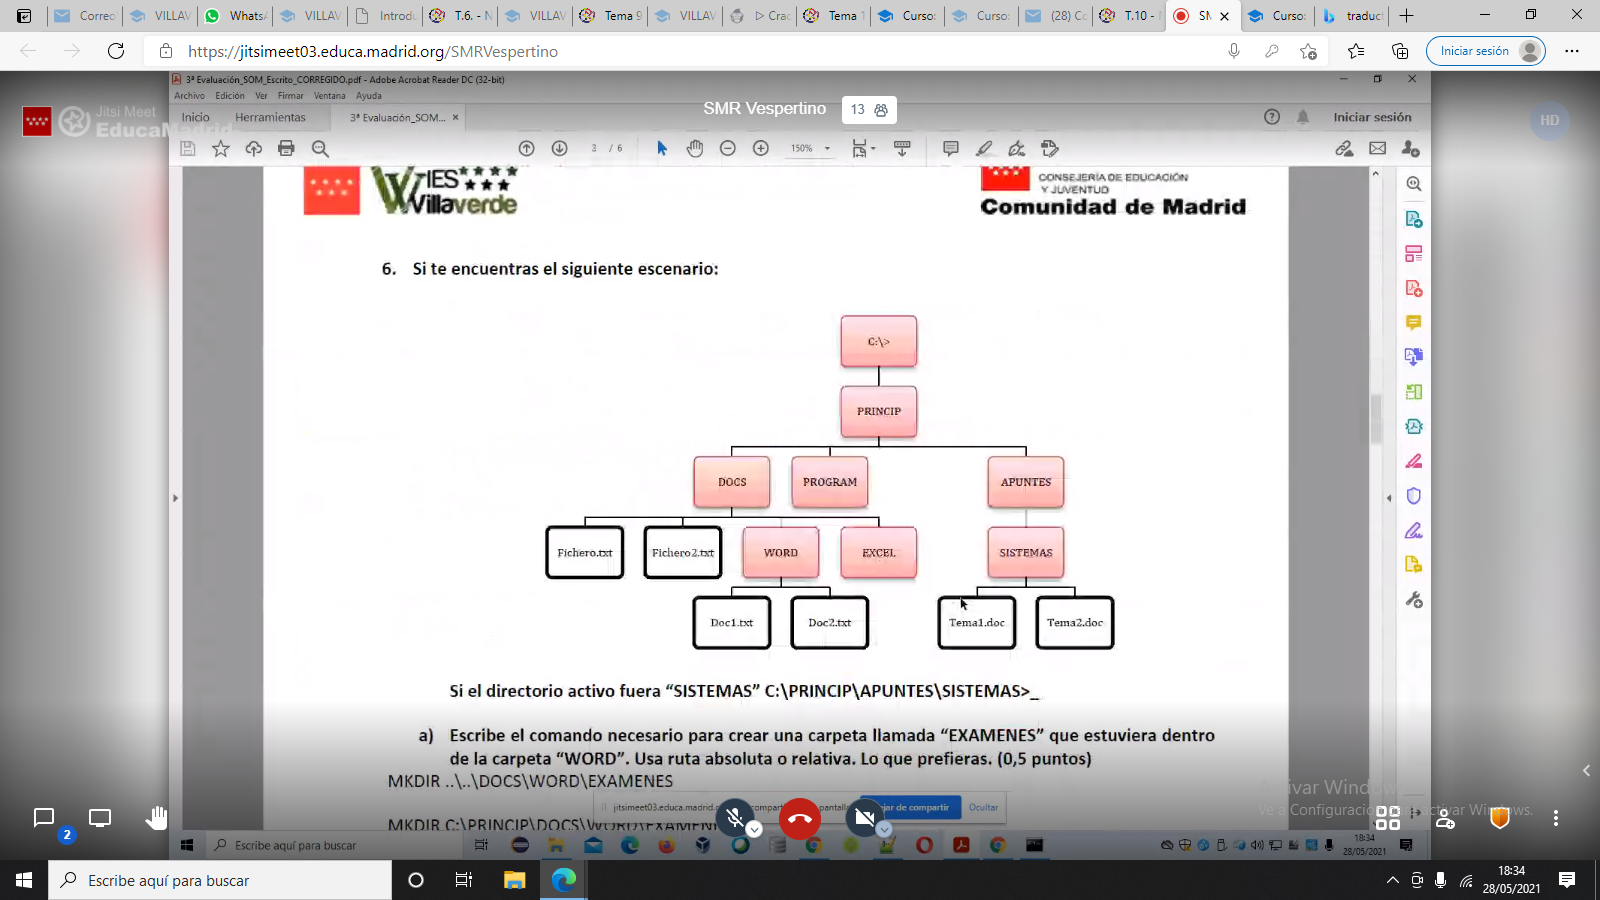 Correo
VILLAV
WhatsA
VILLAV
Introdu
T.6. - N
VILLAV
Tema 9
VILLAV
Crac
Tema 1
Curso:
Curso:
(28) Co
T.10 -
SM
Curso:
traduct
https://jitsimeet03.educa.madrid.org/SMRVespertino
Iniciar sesión
3ª Evaluación_SOM_Escrito_CORREGIDO.pdf - Adobe Acrobat Reader DC (32-bit)
Archivo Edición Ver Firmar Ventana Ayuda
Jitsi Meet
EducaMadrid
SMR Vespertino
13
HD
Inicio
Herramientas
3ª Evaluación_SOM...
Iniciar sesión
3 / 6
150%
IES
Villaverde
CONSEJERÍA DE EDUCACIÓN
Y JUVENTUD
Comunidad de Madrid
6. Si te encuentras el siguiente escenario:
C:\>
PRINCIP
DOCS
PROGRAM
APUNTES
Fichero.txt
Fichero2.txt
WORD
EXCEL
SISTEMAS
Doc1.txt
Doc2.txt
Tema1.doc
Tema2.doc
Si el directorio activo fuera “SISTEMAS” C:\PRINCIP\APUNTES\SISTEMAS>_
a) Escribe el comando necesario para crear una carpeta llamada “EXAMENES” que estuviera dentro
de la carpeta “WORD”. Usa ruta absoluta o relativa. Lo que prefieras. (0,5 puntos)
MKDIR ..\..\DOCS\WORD\EXAMENES
MKDIR C:\PRINCIP\DOCS\WORD\EXAMENES
jitsimeet03.educa.madrid.
pantalla
jar de compartir
Ocultar
ivar Windows
Ve a Configuración
activar Windows.
2
Escribe aquí para buscar
18:34
28/05/2021
Escribe aquí para buscar
18:34
28/05/2021